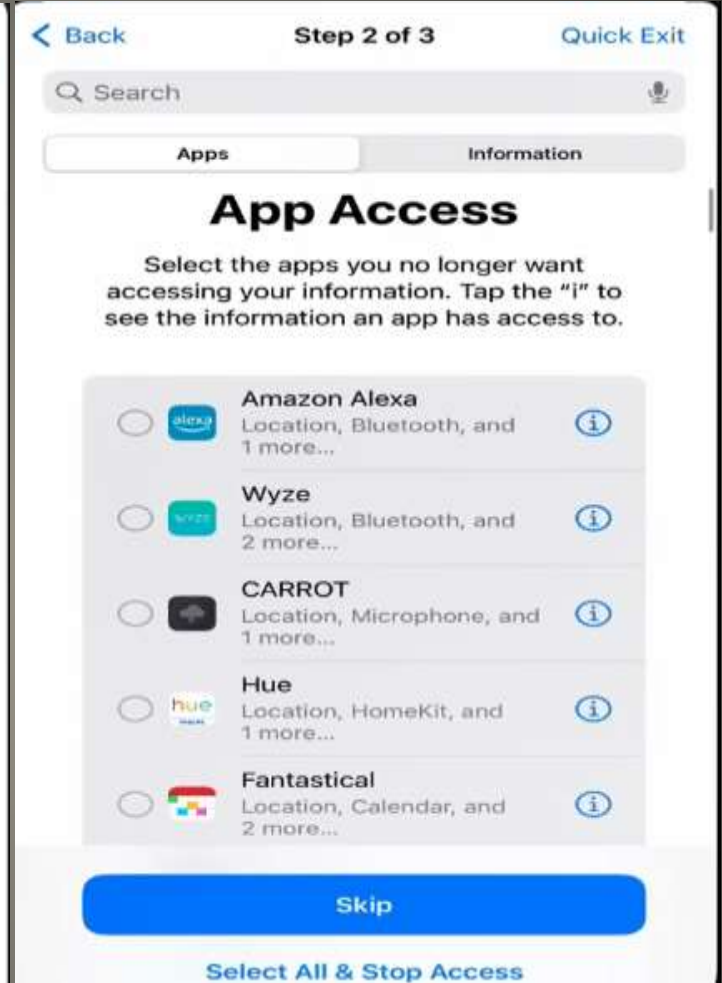 Back
Step 2 of 3
Quick Exit
Search
Apps
Information
App Access
Select the apps you no longer want
accessing your information. Tap the “i” to
see the information an app has access to.
alexa
Amazon Alexa
Location, Bluetooth, and
1 more...
WYZE
Wyze
Location, Bluetooth, and
2 more...
CARROT
Location, Microphone, and
1 more...
hue
Hue
Location, HomeKit, and
1 more...
Fantastical
Location, Calendar, and
2 more...
Skip
Select All & Stop Access